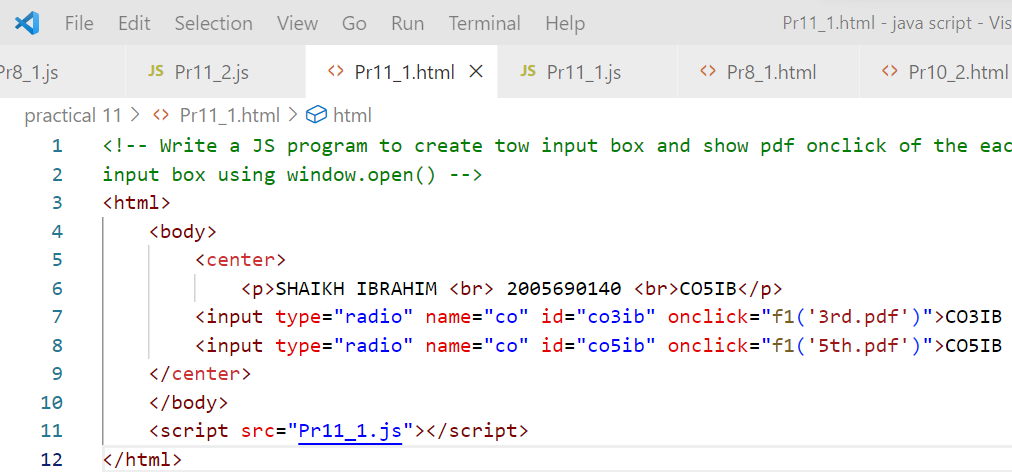 File Edit Selection View Go Run Terminal Help Pr11_1.html - java script - Vis
Pr8_1.js JS Pr11_2.js <> Pr11_1.html × JS Pr11_1.js <> Pr8_1.html <> Pr10_2.html
practical 11 > <> Pr11_1.html > html
1 <!-- Write a JS program to create tow input box and show pdf onclick of the eac
2 input box using window.open() -->
3 <html>
4 <body>
5 <center>
6 <p>SHAIKH IBRAHIM <br> 2005690140 <br>CO5IB</p>
7 <input type="radio" name="co" id="co3ib" onclick="f1('3rd.pdf')">CO3IB
8 <input type="radio" name="co" id="co5ib" onclick="f1('5th.pdf')">CO5IB
9 </center>
10 </body>
11 <script src="Pr11_1.js"></script>
12 </html>